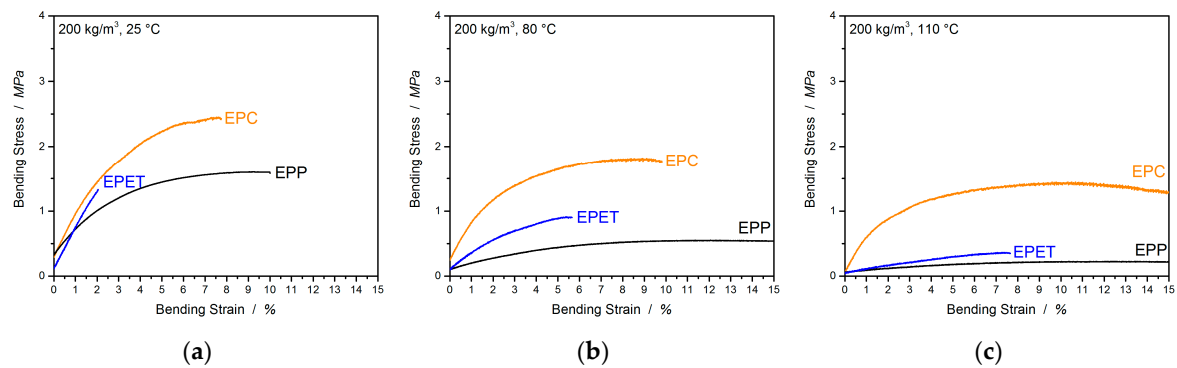 200 kg/m³, 25 °C
4
3
2
1
0
Bending Stress / MPa
EPC
EPP
EPET
0 1 2 3 4 5 6 7 8 9 10 11 12 13 14 15
Bending Strain / %
(a)
200 kg/m³, 80 °C
4
3
2
1
0
Bending Stress / MPa
EPC
EPET
EPP
0 1 2 3 4 5 6 7 8 9 10 11 12 13 14 15
Bending Strain / %
(b)
200 kg/m³, 110 °C
4
3
2
1
0
Bending Stress / MPa
EPC
EPET
EPP
0 1 2 3 4 5 6 7 8 9 10 11 12 13 14 15
Bending Strain / %
(c)